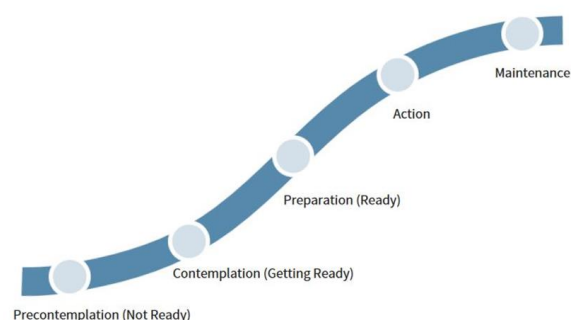 Maintenance
Action
Preparation (Ready)
Contemplation (Getting Ready)
Precontemplation (Not Ready)